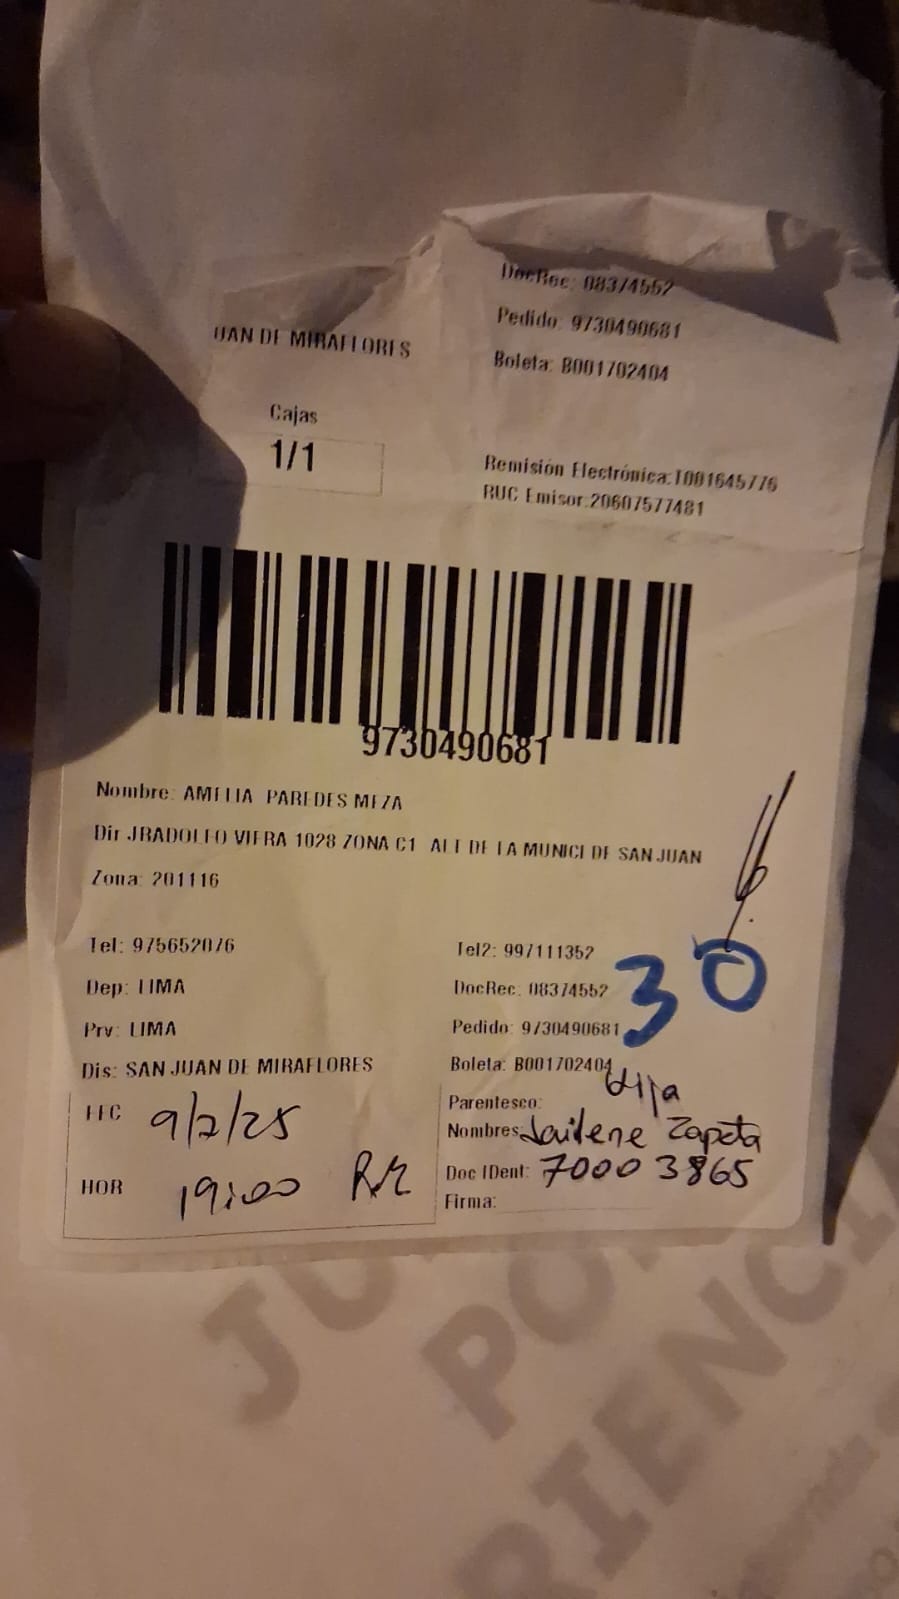 DocRec: 08374552
Pedido: 9730490681
UAN DE MIRAFLORES
Boleta: B001702404
Cajas
1/1
Remisión Electrónica:T001645776
RUC Emisor:20607577481
9730490681
Nombre: AMELIA PAREDES MEZA
Dir JRADOLFO VIERA 1028 ZONA C1 ALT DE LA MUNICI DE SAN JUAN
Zona: 201116
Tel: 975652076 Tel2: 997111352
Dep: LIMA DocRec: 08374552
30
Prv: LIMA Pedido: 9730490681
Dis: SAN JUAN DE MIRAFLORES Boleta: B001702404
FEC 9/2/25 Parentesco: Hija
Nombres: Zapata
HOR 19:00 Doc IDent: 70003865
Firma: